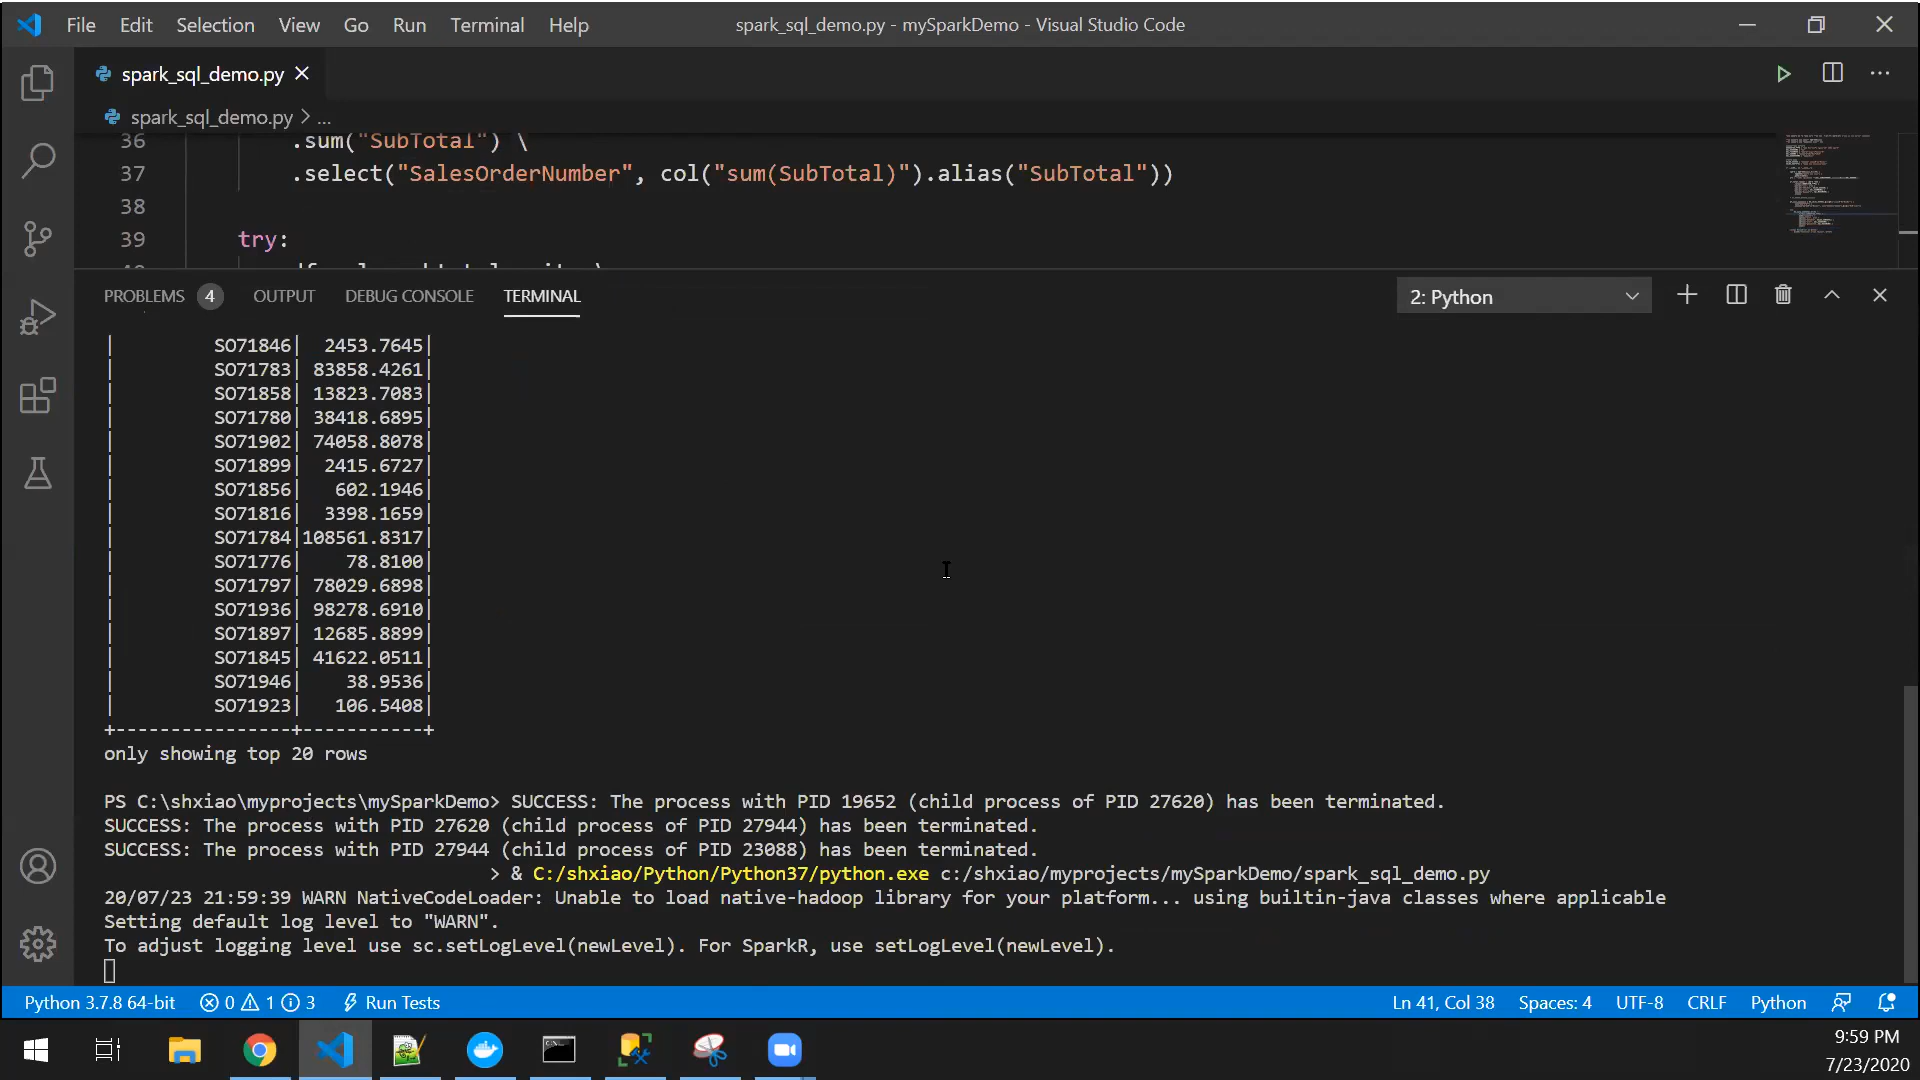 File Edit Selection View Go Run Terminal Help spark_sql_demo.py - mySparkDemo - Visual Studio Code
spark_sql_demo.py
spark_sql_demo.py > ...
36 .sum("SubTotal") \
37 .select("SalesOrderNumber", col("sum(SubTotal)").alias("SubTotal"))
38
39 try:
PROBLEMS 4 OUTPUT DEBUG CONSOLE TERMINAL 2: Python
| SO71846| 2453.7645|
| SO71783| 83858.4261|
| SO71858| 13823.7083|
| SO71780| 38418.6895|
| SO71902| 74058.8078|
| SO71899| 2415.6727|
| SO71856| 602.1946|
| SO71816| 3398.1659|
| SO71784|108561.8317|
| SO71776| 78.8100|
| SO71797| 78029.6898|
| SO71936| 98278.6910|
| SO71897| 12685.8899|
| SO71845| 41622.0511|
| SO71946| 38.9536|
| SO71923| 106.5408|
+----------------+-----------+
only showing top 20 rows
PS C:\shxiao\myprojects\mySparkDemo> SUCCESS: The process with PID 19652 (child process of PID 27620) has been terminated.
SUCCESS: The process with PID 27620 (child process of PID 27944) has been terminated.
SUCCESS: The process with PID 27944 (child process of PID 23088) has been terminated.
> & C:/shxiao/Python/Python37/python.exe c:/shxiao/myprojects/mySparkDemo/spark_sql_demo.py
20/07/23 21:59:39 WARN NativeCodeLoader: Unable to load native-hadoop library for your platform... using builtin-java classes where applicable
Setting default log level to "WARN".
To adjust logging level use sc.setLogLevel(newLevel). For SparkR, use setLogLevel(newLevel).
Python 3.7.8 64-bit 0 1 3 Run Tests Ln 41, Col 38 Spaces: 4 UTF-8 CRLF Python
9:59 PM
7/23/2020